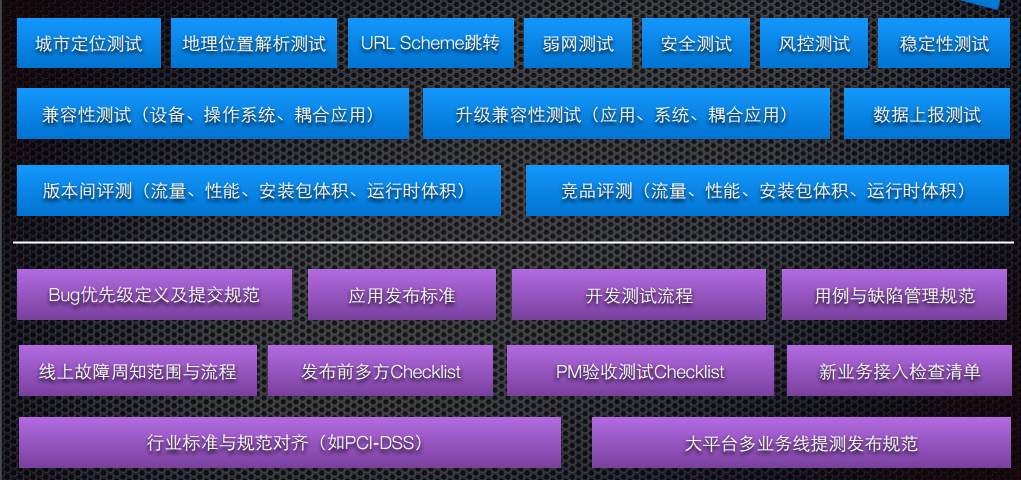 城市定位测试
地理位置解析测试
URL Scheme跳转
弱网测试
安全测试
风控测试
稳定性测试
兼容性测试（设备、操作系统、耦合应用）
升级兼容性测试（应用、系统、耦合应用）
数据上报测试
版本间评测（流量、性能、安装包体积、运行时体积）
竞品评测（流量、性能、安装包体积、运行时体积）
Bug优先级定义及提交规范
应用发布标准
开发测试流程
用例与缺陷管理规范
线上故障周知范围与流程
发布前多方Checklist
PM验收测试Checklist
新业务接入检查清单
行业标准与规范对齐（如PCI-DSS）
大平台多业务线提测发布规范